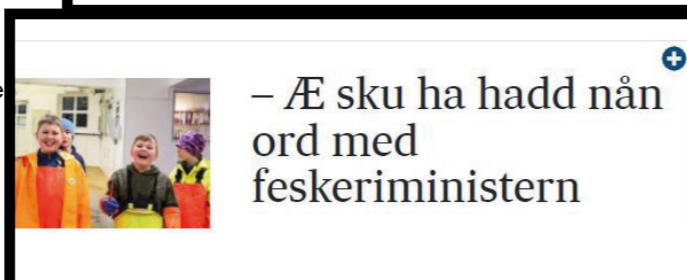 – Æ sku ha hadd nån
ord med
feskeriministern